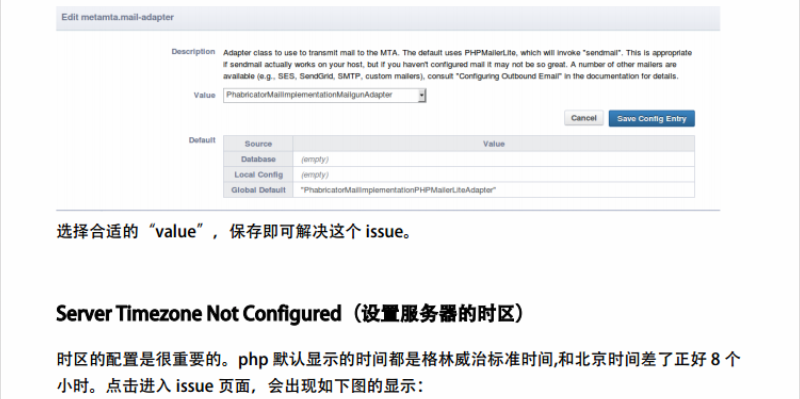 Edit metamta.mail-adapter
Description Adapter class to use to transmit mail to the MTA. The default uses PHPMailerLite, which will invoke "sendmail". This is appropriate
if sendmail actually works on your host, but if you haven't configured mail it may not be so great. A number of other mailers are
available (e.g., SES, SendGrid, SMTP, custom mailers), consult "Configuring Outbound Email" in the documentation for details.
Value PhabricatorMailImplementationMailgunAdapter
Cancel Save Config Entry
Default Source Value
Database (empty)
Local Config (empty)
Global Default "PhabricatorMailImplementationPHPMailerLiteAdapter"
选择合适的“value”，保存即可解决这个 issue。
Server Timezone Not Configured（设置服务器的时区）
时区的配置是很重要的。php 默认显示的时间都是格林威治标准时间,和北京时间差了正好 8 个
小时。点击进入 issue 页面，会出现如下图的显示：